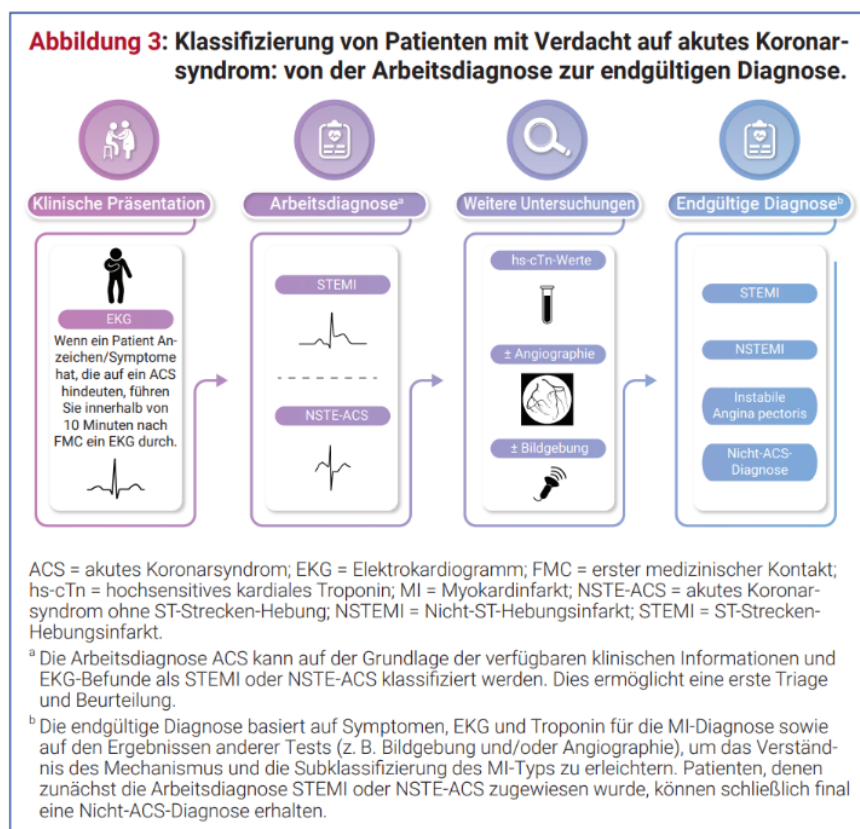 Abbildung 3: Klassifizierung von Patienten mit Verdacht auf akutes Koronar-
syndrom: von der Arbeitsdiagnose zur endgültigen Diagnose.
Klinische Präsentation
Arbeitsdiagnoseᵃ
Weitere Untersuchungen
Endgültige Diagnoseᵇ
EKG
Wenn ein Patient An-
zeichen/Symptome
hat, die auf ein ACS
hindeuten, führen
Sie innerhalb von
10 Minuten nach
FMC ein EKG durch.
STEMI
NSTE-ACS
hs-cTn-Werte
± Angiographie
± Bildgebung
STEMI
NSTEMI
Instabile
Angina pectoris
Nicht-ACS-
Diagnose
ACS = akutes Koronarsyndrom; EKG = Elektrokardiogramm; FMC = erster medizinischer Kontakt;
hs-cTn = hochsensitives kardiales Troponin; MI = Myokardinfarkt; NSTE-ACS = akutes Koronar-
syndrom ohne ST-Strecken-Hebung; NSTEMI = Nicht-ST-Hebungsinfarkt; STEMI = ST-Strecken-
Hebungsinfarkt.
ᵃ Die Arbeitsdiagnose ACS kann auf der Grundlage der verfügbaren klinischen Informationen und
EKG-Befunde als STEMI oder NSTE-ACS klassifiziert werden. Dies ermöglicht eine erste Triage
und Beurteilung.
ᵇ Die endgültige Diagnose basiert auf Symptomen, EKG und Troponin für die MI-Diagnose sowie
auf den Ergebnissen anderer Tests (z. B. Bildgebung und/oder Angiographie), um das Verständ-
nis des Mechanismus und die Subklassifizierung des MI-Typs zu erleichtern. Patienten, denen
zunächst die Arbeitsdiagnose STEMI oder NSTE-ACS zugewiesen wurde, können schließlich final
eine Nicht-ACS-Diagnose erhalten.